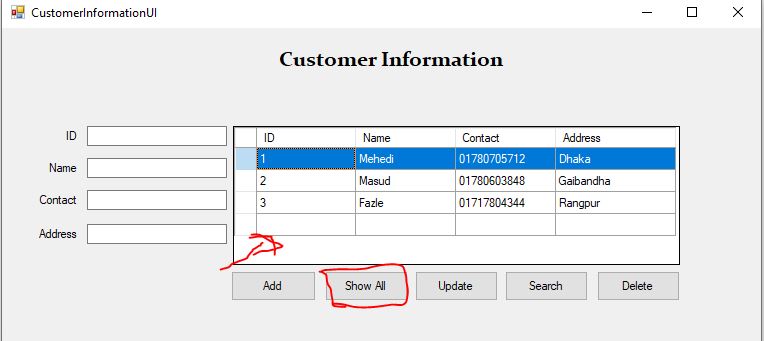 CustomerInformationUI
Customer Information
ID
Name
Contact
Address
ID Name Contact Address
1 Mehedi 01780705712 Dhaka
2 Masud 01780603848 Gaibandha
3 Fazle 01717804344 Rangpur
Add Show All Update Search Delete